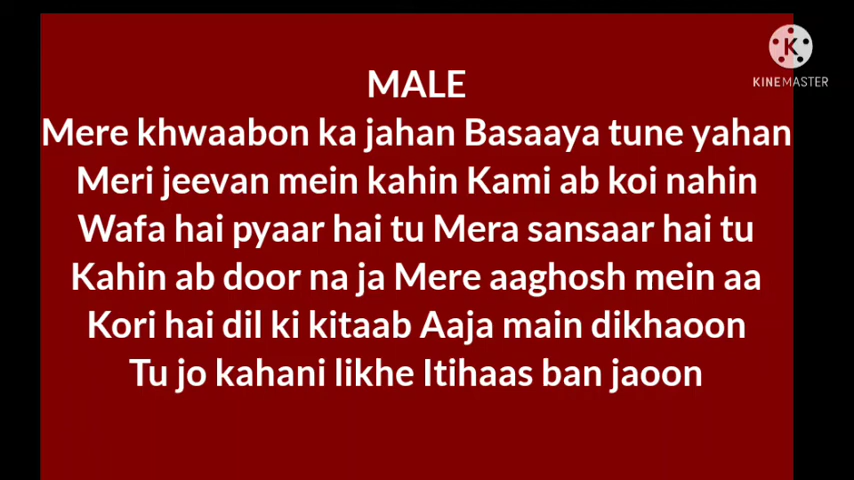 MALE
Mere khwaabon ka jahan Basaaya tune yahan
Meri jeevan mein kahin Kami ab koi nahin
Wafa hai pyaar hai tu Mera sansaar hai tu
Kahin ab door na ja Mere aaghosh mein aa
Kori hai dil ki kitaab Aaja main dikhaoon
Tu jo kahani likhe Itihaas ban jaoon
K
KINEMASTER